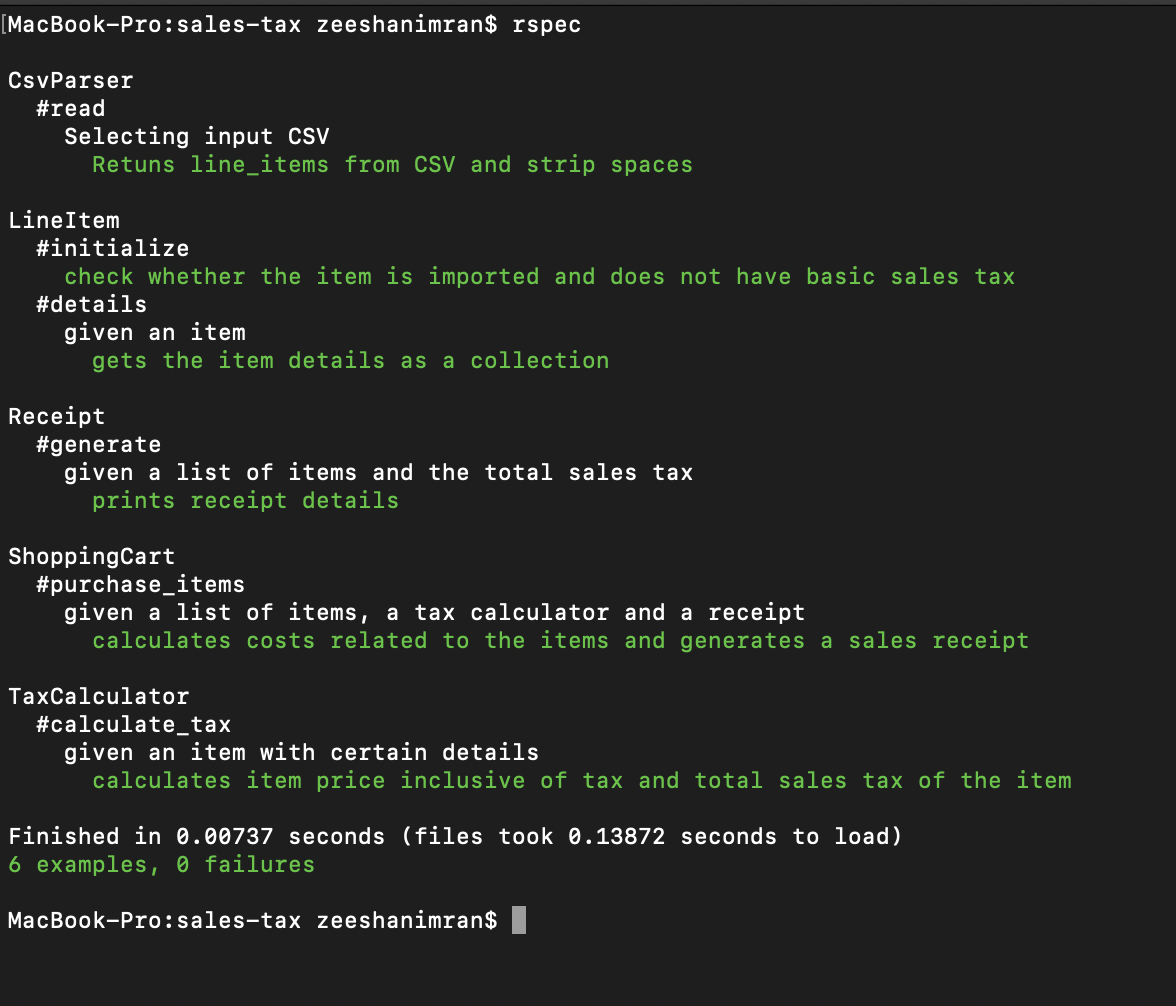 [MacBook-Pro:sales-tax zeeshanimran$ rspec
CsvParser
#read
Selecting input CSV
Retuns line_items from CSV and strip spaces
LineItem
#initialize
check whether the item is imported and does not have basic sales tax
#details
given an item
gets the item details as a collection
Receipt
#generate
given a list of items and the total sales tax
prints receipt details
ShoppingCart
#purchase_items
given a list of items, a tax calculator and a receipt
calculates costs related to the items and generates a sales receipt
TaxCalculator
#calculate_tax
given an item with certain details
calculates item price inclusive of tax and total sales tax of the item
Finished in 0.00737 seconds (files took 0.13872 seconds to load)
6 examples, 0 failures
MacBook-Pro:sales-tax zeeshanimran$